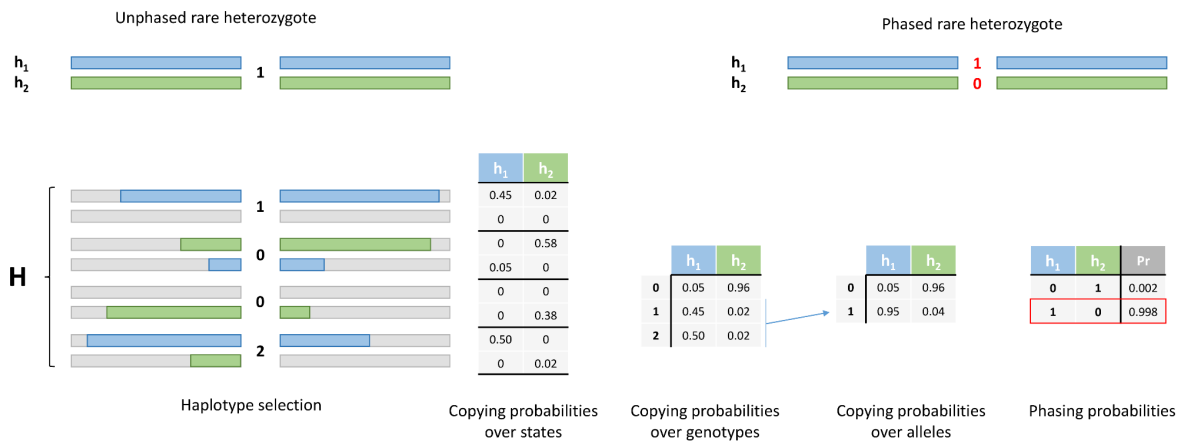 Unphased rare heterozygote
Phased rare heterozygote
h1
h2
1
h1
h2
1
0
H
1
0
0
2
h1 h2
0.45 0.02
0 0
0 0.58
0.05 0
0 0
0 0.38
0.50 0
0 0.02
h1 h2
0 0.05 0.96
1 0.45 0.02
2 0.50 0.02
h1 h2
0 0.05 0.96
1 0.95 0.04
h1 h2 Pr
0 1 0.002
1 0 0.998
Haplotype selection
Copying probabilities
over states
Copying probabilities
over genotypes
Copying probabilities
over alleles
Phasing probabilities